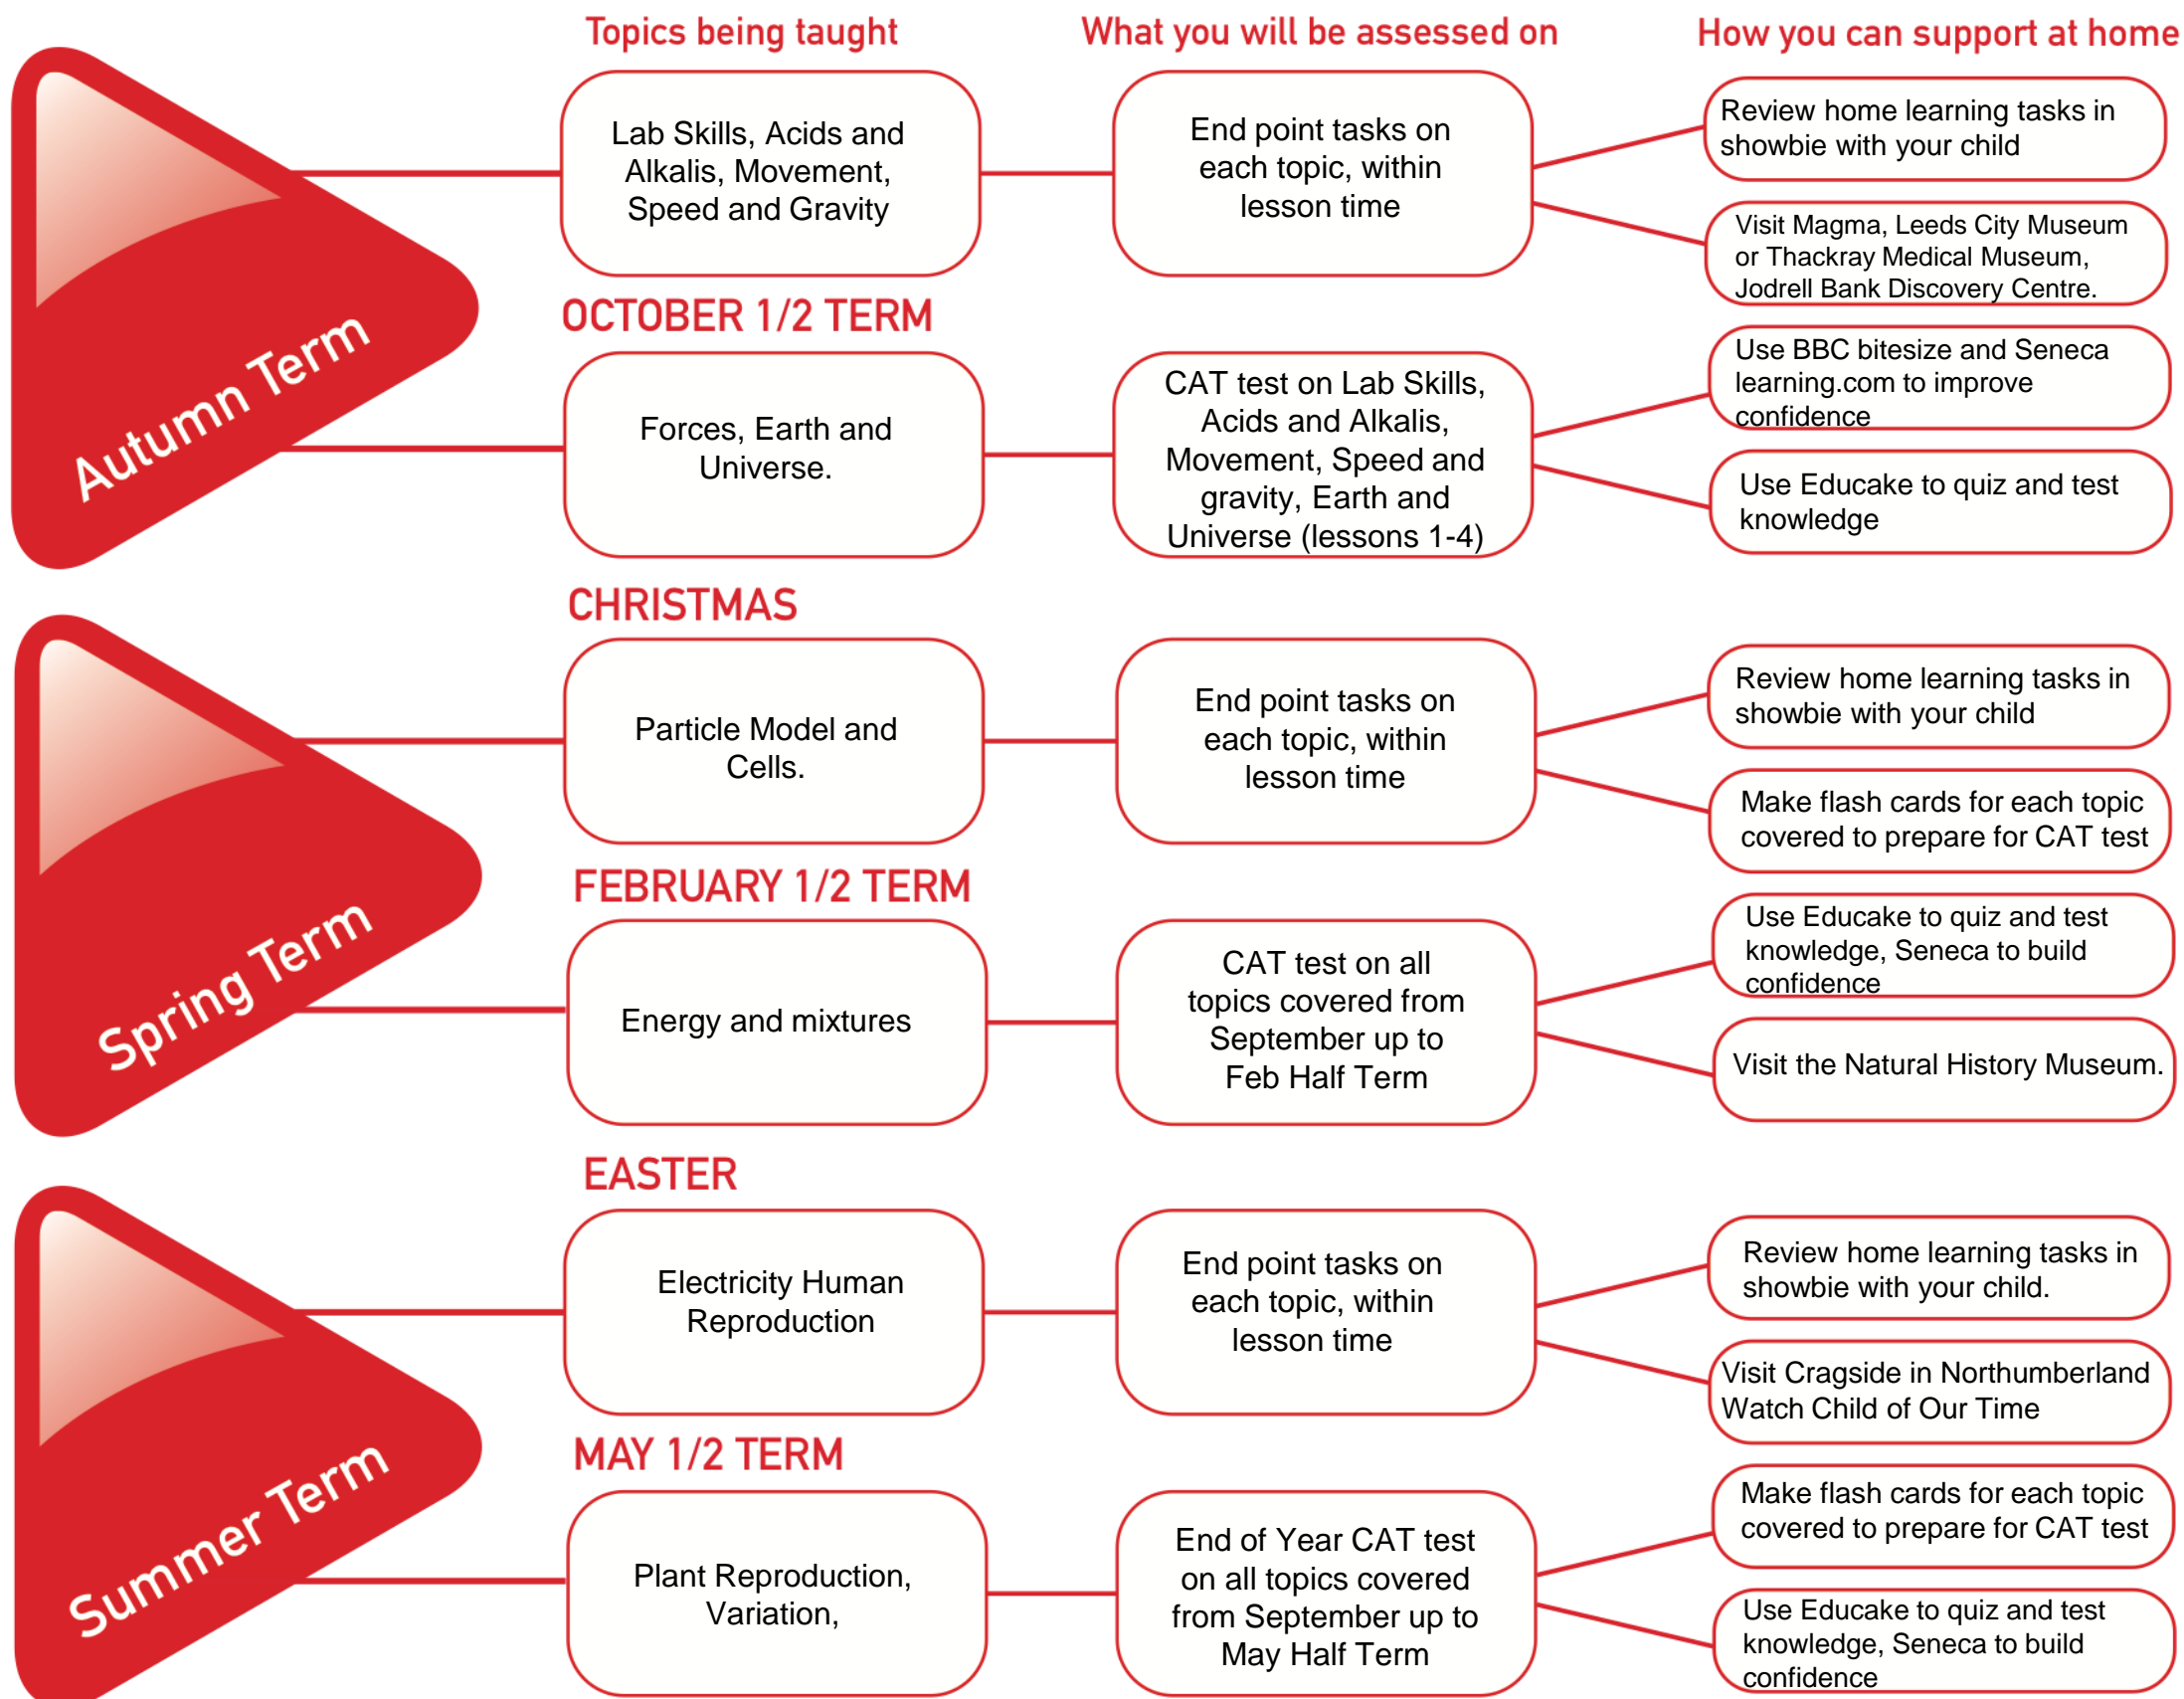 Topics being taught
What you will be assessed on
How you can support at home
Autumn Term
Lab Skills, Acids and
Alkalis, Movement,
Speed and Gravity
End point tasks on
each topic, within
lesson time
Review home learning tasks in
showbie with your child
Visit Magma, Leeds City Museum
or Thackray Medical Museum,
Jodrell Bank Discovery Centre.
OCTOBER 1/2 TERM
Forces, Earth and
Universe.
CAT test on Lab Skills,
Acids and Alkalis,
Movement, Speed and
gravity, Earth and
Universe (lessons 1-4)
Use BBC bitesize and Seneca
learning.com to improve
confidence
Use Educake to quiz and test
knowledge
CHRISTMAS
Spring Term
Particle Model and
Cells.
End point tasks on
each topic, within
lesson time
Review home learning tasks in
showbie with your child
Make flash cards for each topic
covered to prepare for CAT test
FEBRUARY 1/2 TERM
Energy and mixtures
CAT test on all
topics covered from
September up to
Feb Half Term
Use Educake to quiz and test
knowledge, Seneca to build
confidence
Visit the Natural History Museum.
EASTER
Summer Term
Electricity Human
Reproduction
End point tasks on
each topic, within
lesson time
Review home learning tasks in
showbie with your child.
Visit Cragside in Northumberland
Watch Child of Our Time
MAY 1/2 TERM
Plant Reproduction,
Variation,
End of Year CAT test
on all topics covered
from September up to
May Half Term
Make flash cards for each topic
covered to prepare for CAT test
Use Educake to quiz and test
knowledge, Seneca to build
confidence